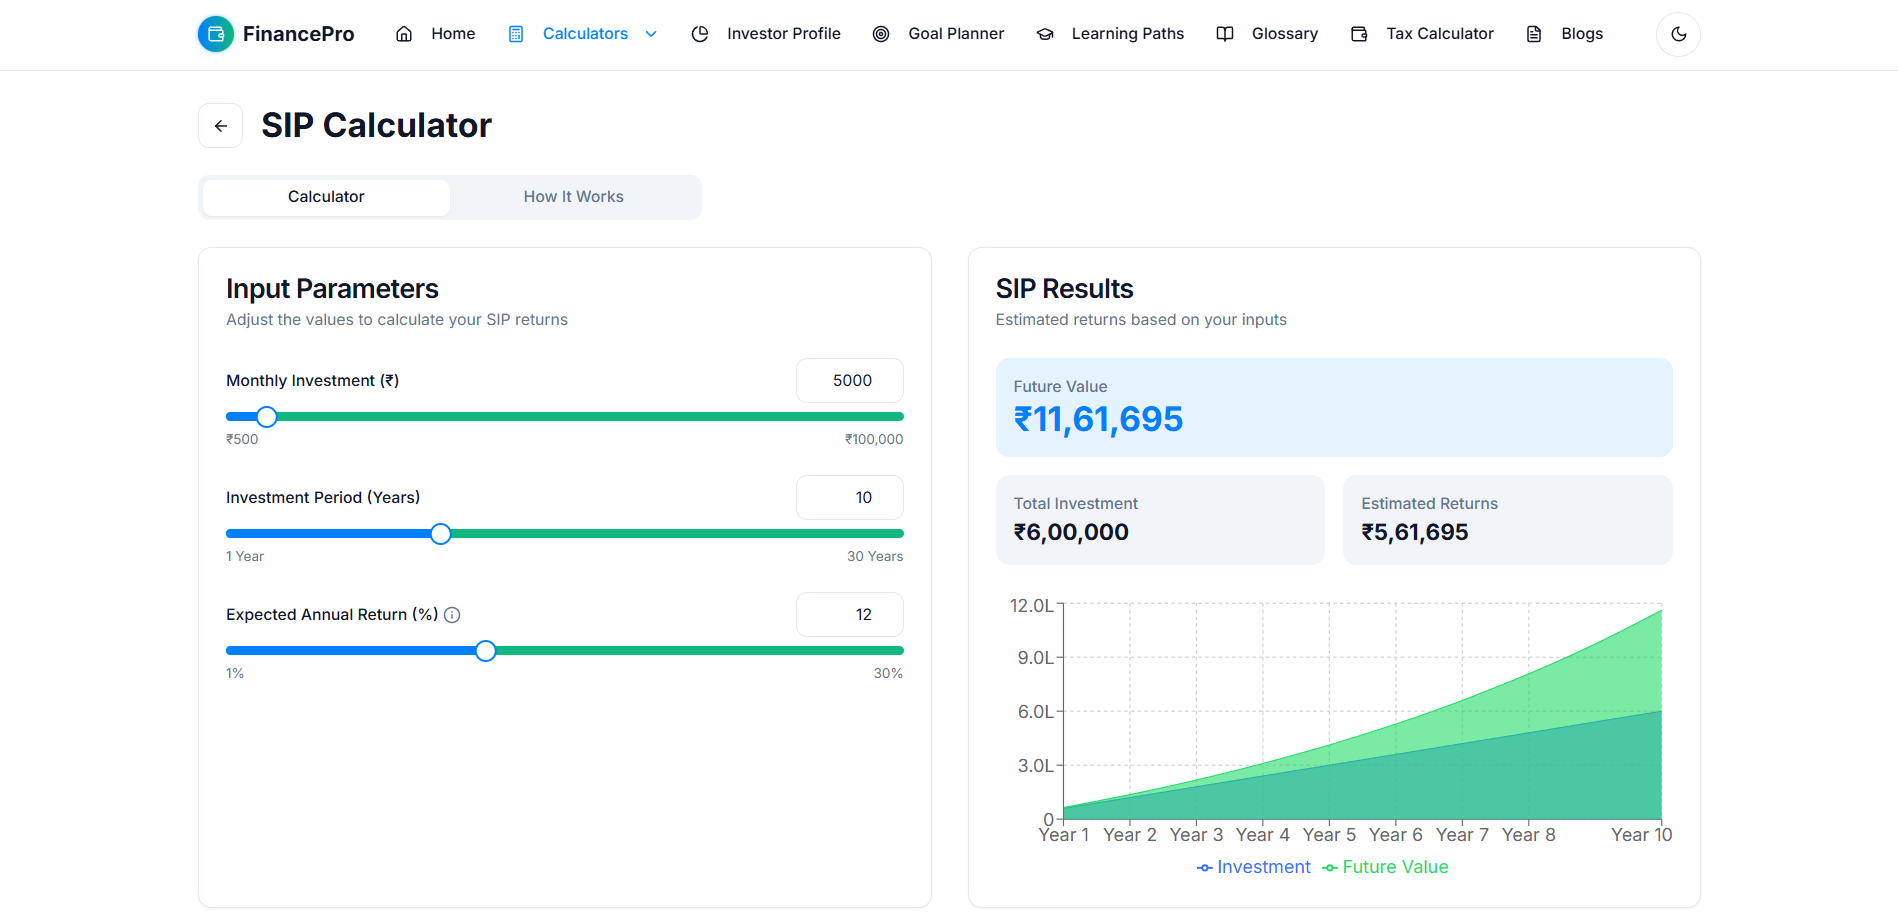 FinancePro Home Calculators Investor Profile Goal Planner Learning Paths Glossary Tax Calculator Blogs
SIP Calculator
Calculator How It Works
Input Parameters
Adjust the values to calculate your SIP returns
Monthly Investment (₹) 5000
₹500 ₹100,000
Investment Period (Years) 10
1 Year 30 Years
Expected Annual Return (%) 12
1% 30%
SIP Results
Estimated returns based on your inputs
Future Value
₹11,61,695
Total Investment
₹6,00,000
Estimated Returns
₹5,61,695
12.0L
9.0L
6.0L
3.0L
0
Year 1 Year 2 Year 3 Year 4 Year 5 Year 6 Year 7 Year 8 Year 10
Investment Future Value